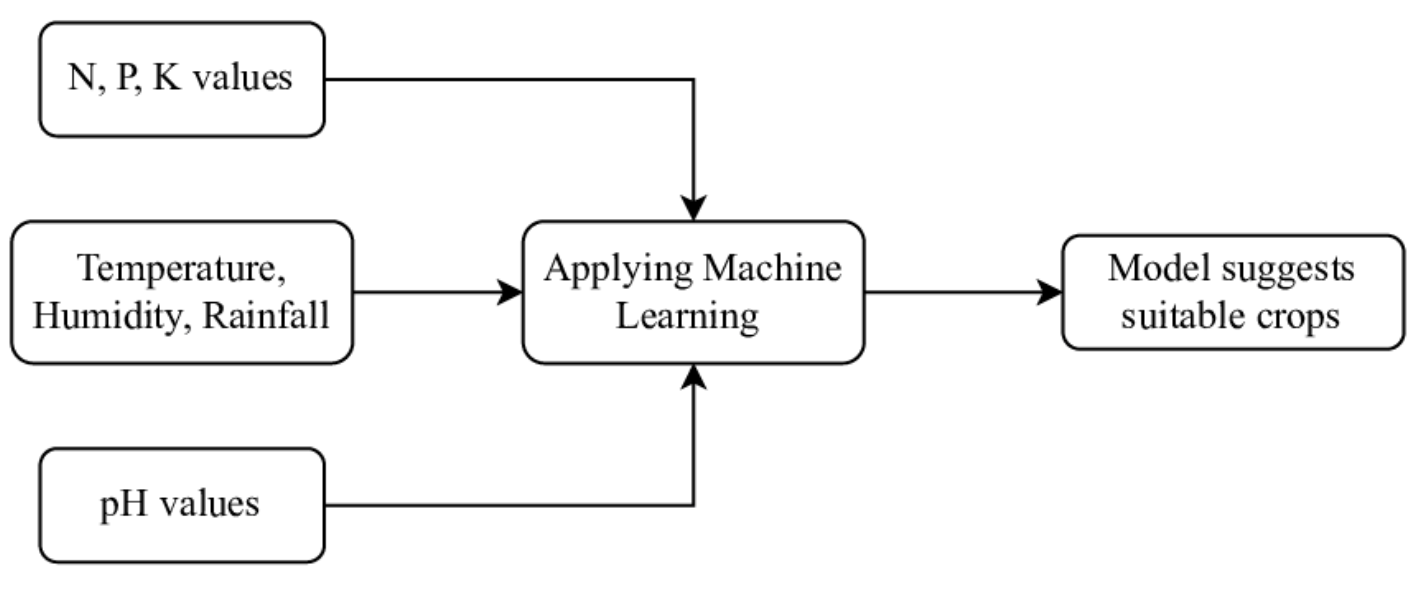 N, P, K values
Temperature,
Humidity, Rainfall
Applying Machine
Learning
Model suggests
suitable crops
pH values